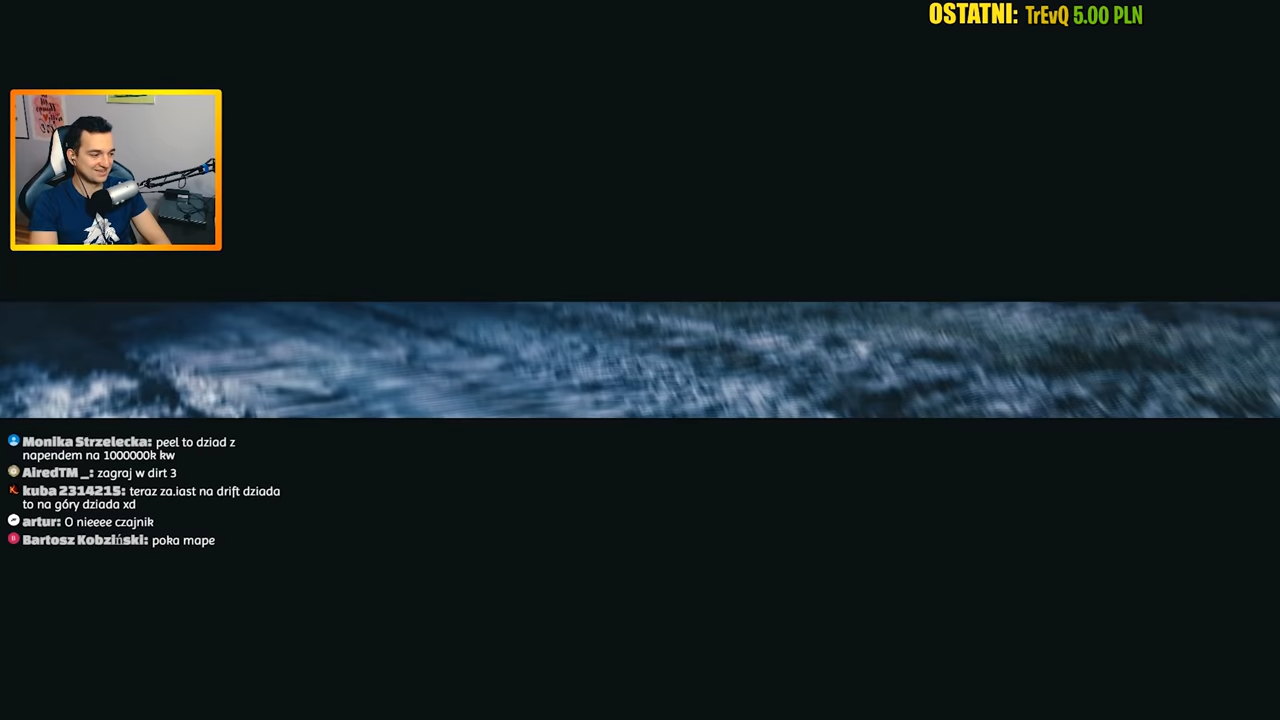 OSTATNI: TrEvQ 5.00 PLN
Monika Strzelecka: peel to dziad z
napendem na 1000000k kw
AiredTM _: zagraj w dirt 3
kuba 2314215: teraz za.iast na drift dziada
to na góry dziada xd
artur: O nieeee czajnik
Bartosz Kobziński: poka mape